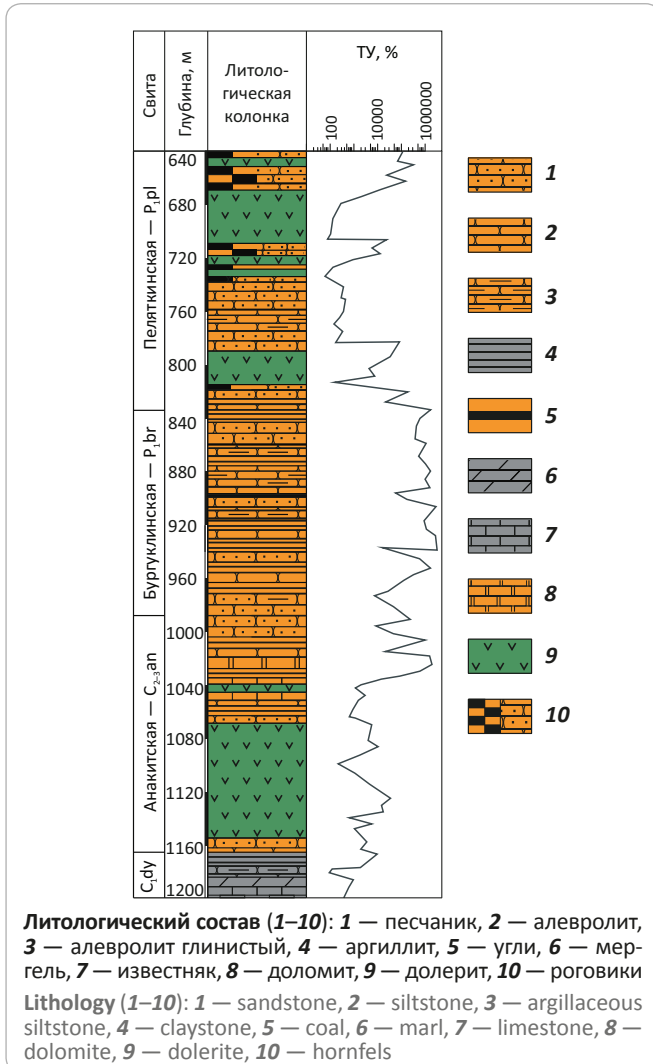 Свита
Глубина, м
Литоло-
гическая
колонка
ТУ, %
100
10000
1000000
Пеляткинская — P₁pl
Бургуклинская — P₁br
Анакитская — C₂₋₃an
C₁dy
640
680
720
760
800
840
880
920
960
1000
1040
1080
1120
1160
1200
1
2
3
4
5
6
7
8
9
10
Литологический состав (1–10): 1 — песчаник, 2 — алевролит,
3 — алевролит глинистый, 4 — аргиллит, 5 — угли, 6 — мер-
гель, 7 — известняк, 8 — доломит, 9 — долерит, 10 — роговики
Lithology (1–10): 1 — sandstone, 2 — siltstone, 3 — argillaceous
siltstone, 4 — claystone, 5 — coal, 6 — marl, 7 — limestone, 8 —
dolomite, 9 — dolerite, 10 — hornfels